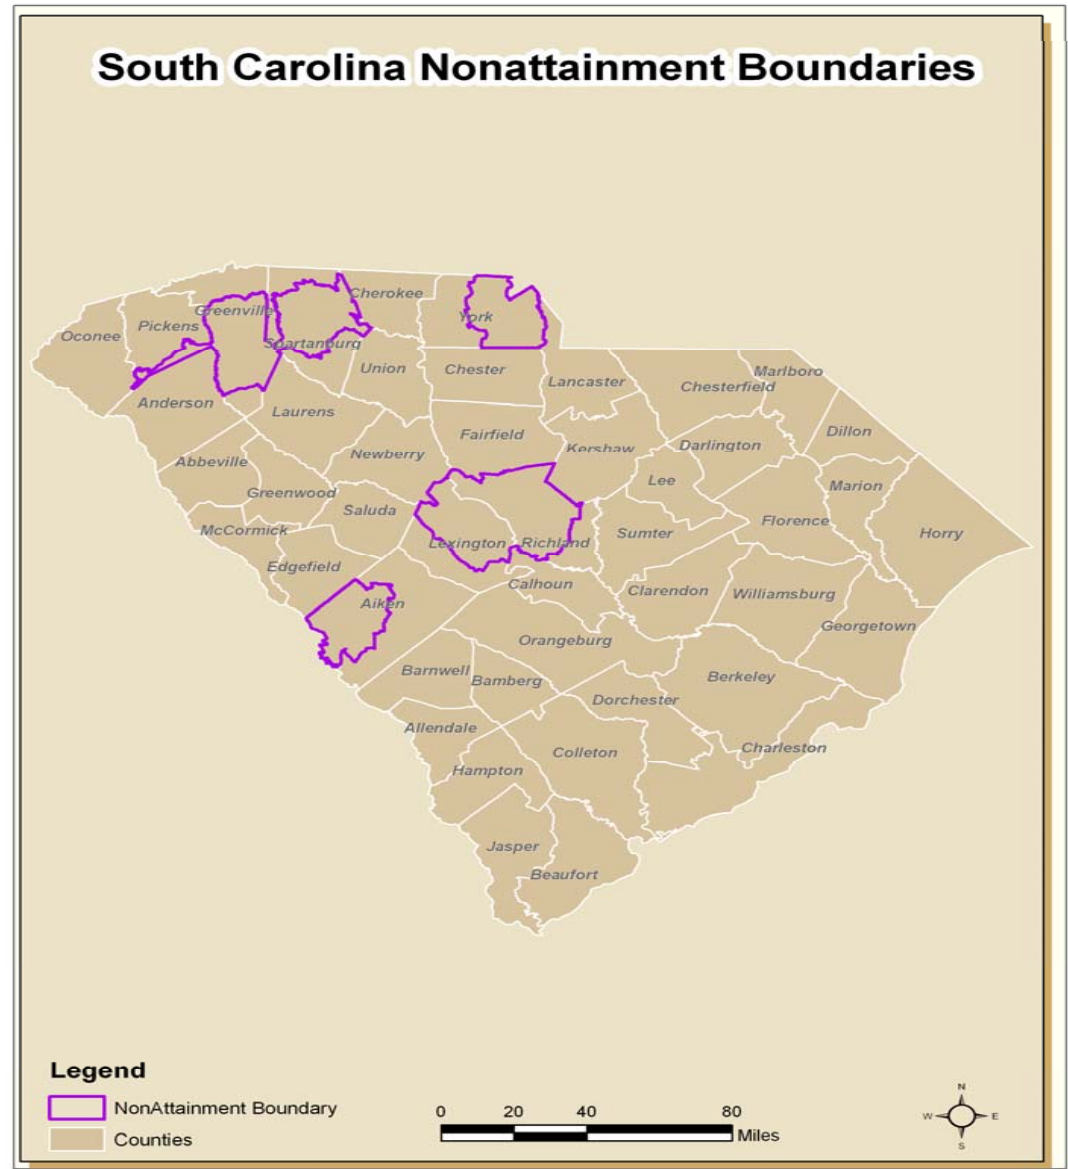 South Carolina Nonattainment Boundaries
Cherokee
Greenville
York
Pickens
Oconee
Spartanburg
Union
Chester
Marlboro
Lancaster
Chesterfield
Anderson
Laurens
Fairfield
Dillon
Kershaw
Darlington
Newberry
Abbeville
Lee
Marion
Greenwood
Saluda
Florence
McCormick
Sumter
Horry
Lexington
Richland
Edgefield
Calhoun
Clarendon
Williamsburg
Aiken
Georgetown
Orangeburg
Barnwell
Bamberg
Berkeley
Dorchester
Allendale
Charleston
Colleton
Hampton
Jasper
Beaufort
Legend
NonAttainment Boundary
Counties
0 20 40 80
Miles
N
W E
S